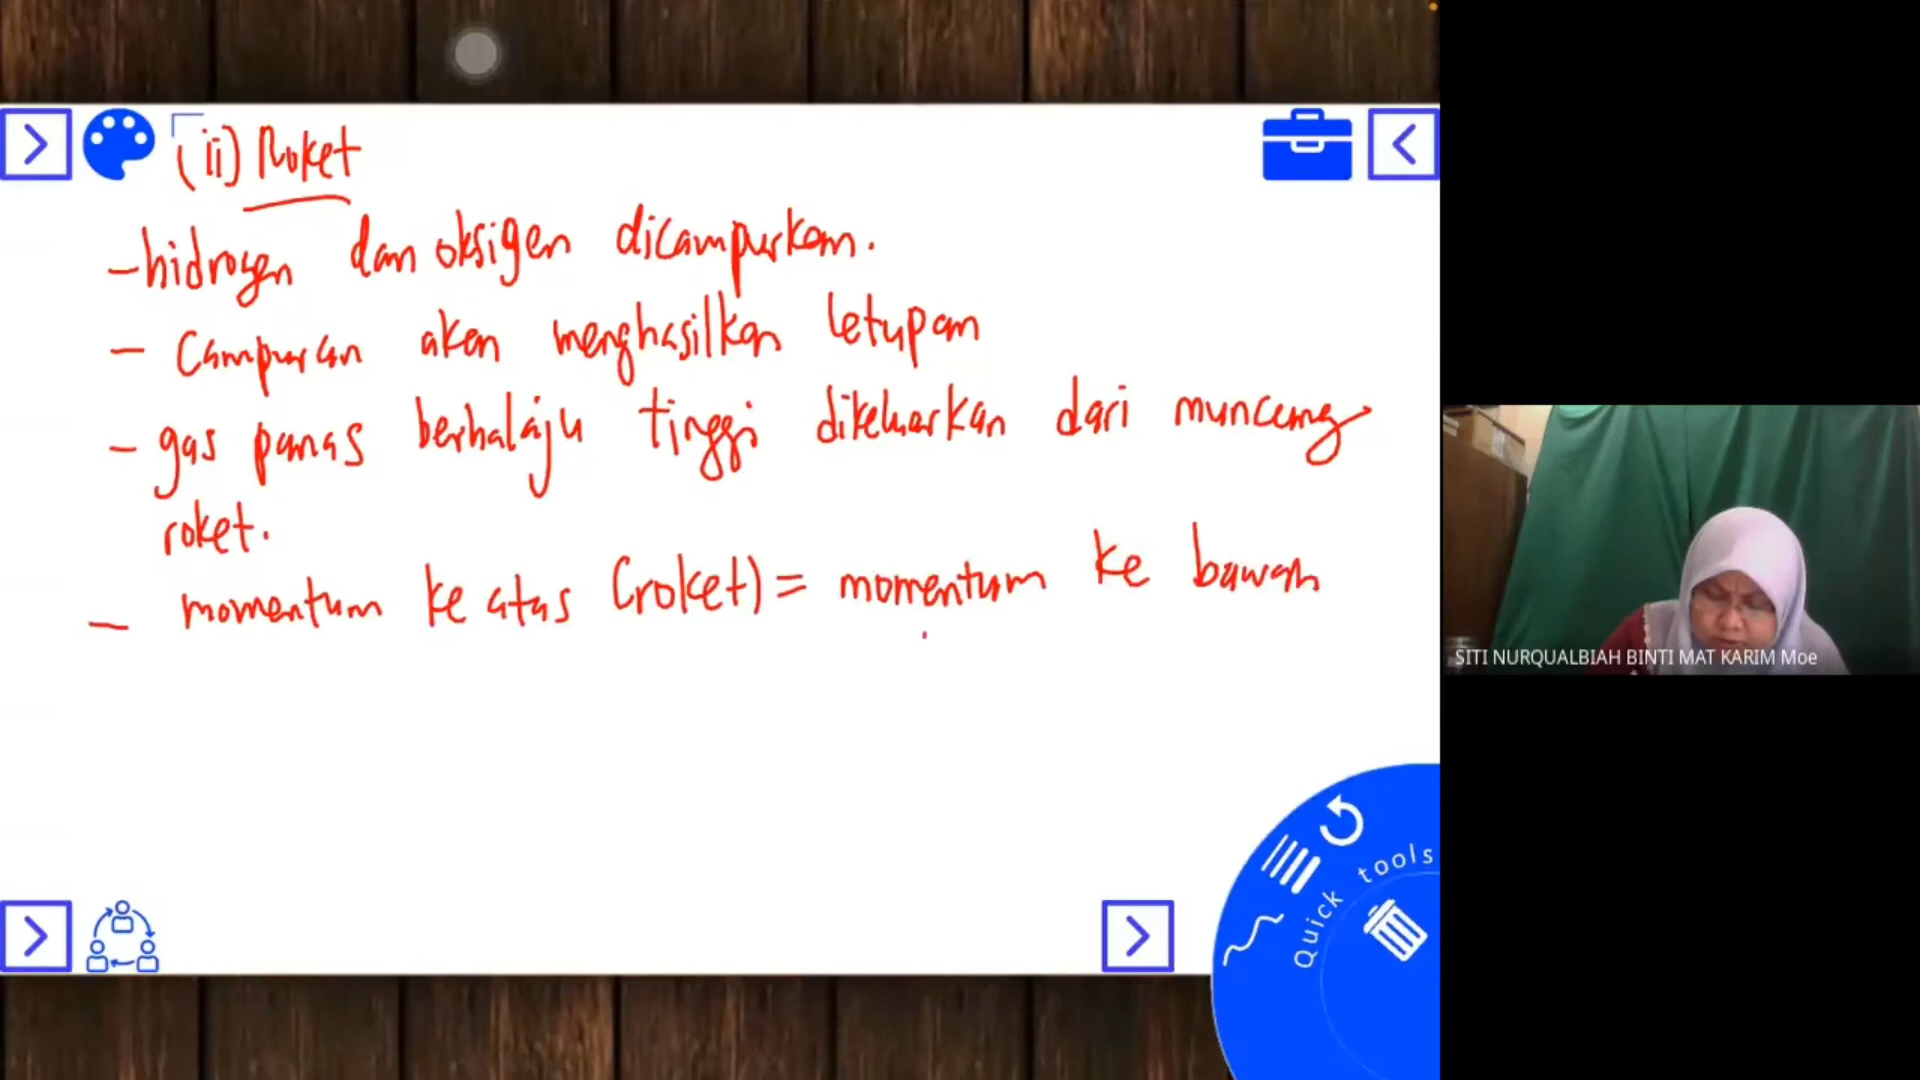 (ii) Roket
-hidrogen dan oksigen dicampurkan.
- Campuran akan menghasilkan letupan
- gas panas berhalaju tinggi dikeluarkan dari muncung
roket.
- momentum ke atas (roket) = momentum ke bawah
SITI NURQUALBIAH BINTI MAT KARIM Moe
Quick tools